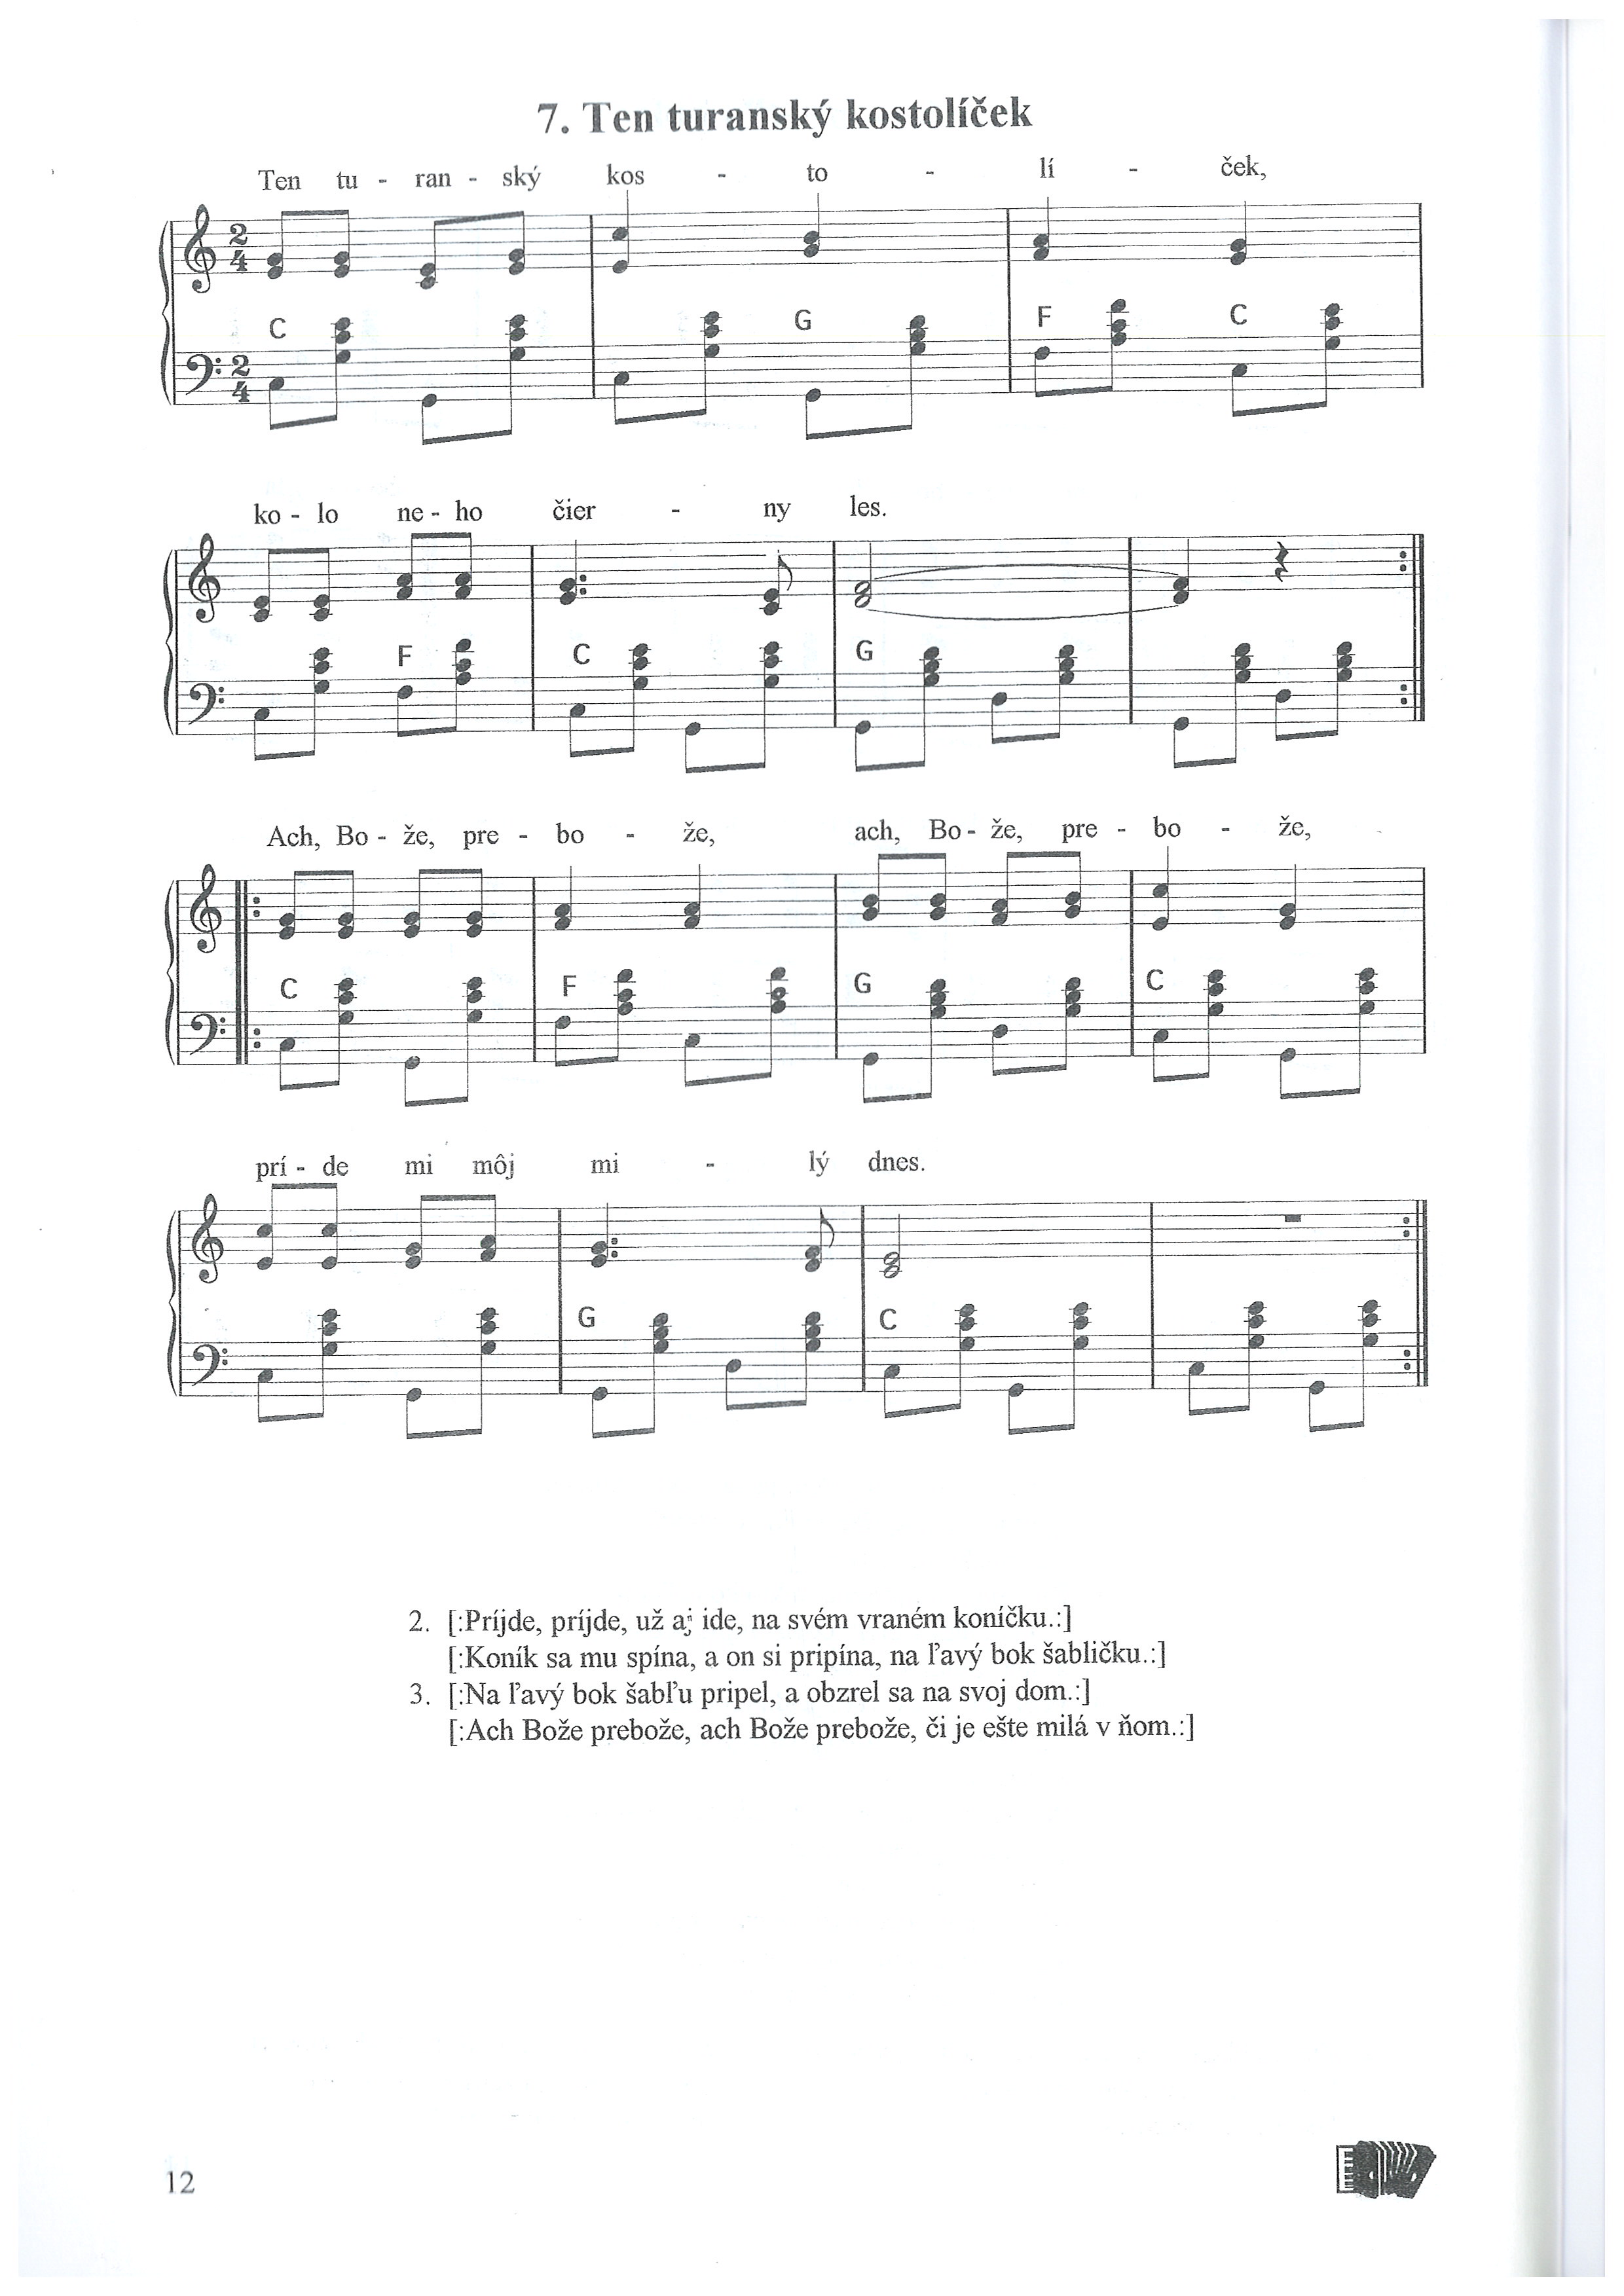 7. Ten turanský kostolíček
Ten tu - ran - ský kos - to - lí - ček,
2 4
C G F C
2 4
ko - lo ne - ho čier - ny les.
F C G
Ach, Bo - že, pre - bo - že, ach, Bo - že, pre - bo - že,
C F G C
prí - de mi môj mi - lý dnes.
G C
2. [:Príjde, príjde, už aj ide, na svém vraném koníčku.:]
[:Koník sa mu spína, a on si pripína, na ľavý bok šabličku.:]
3. [:Na ľavý bok šabľu pripel, a obzrel sa na svoj dom.:]
[:Ach Bože prebože, ach Bože prebože, či je ešte milá v ňom.:]
12